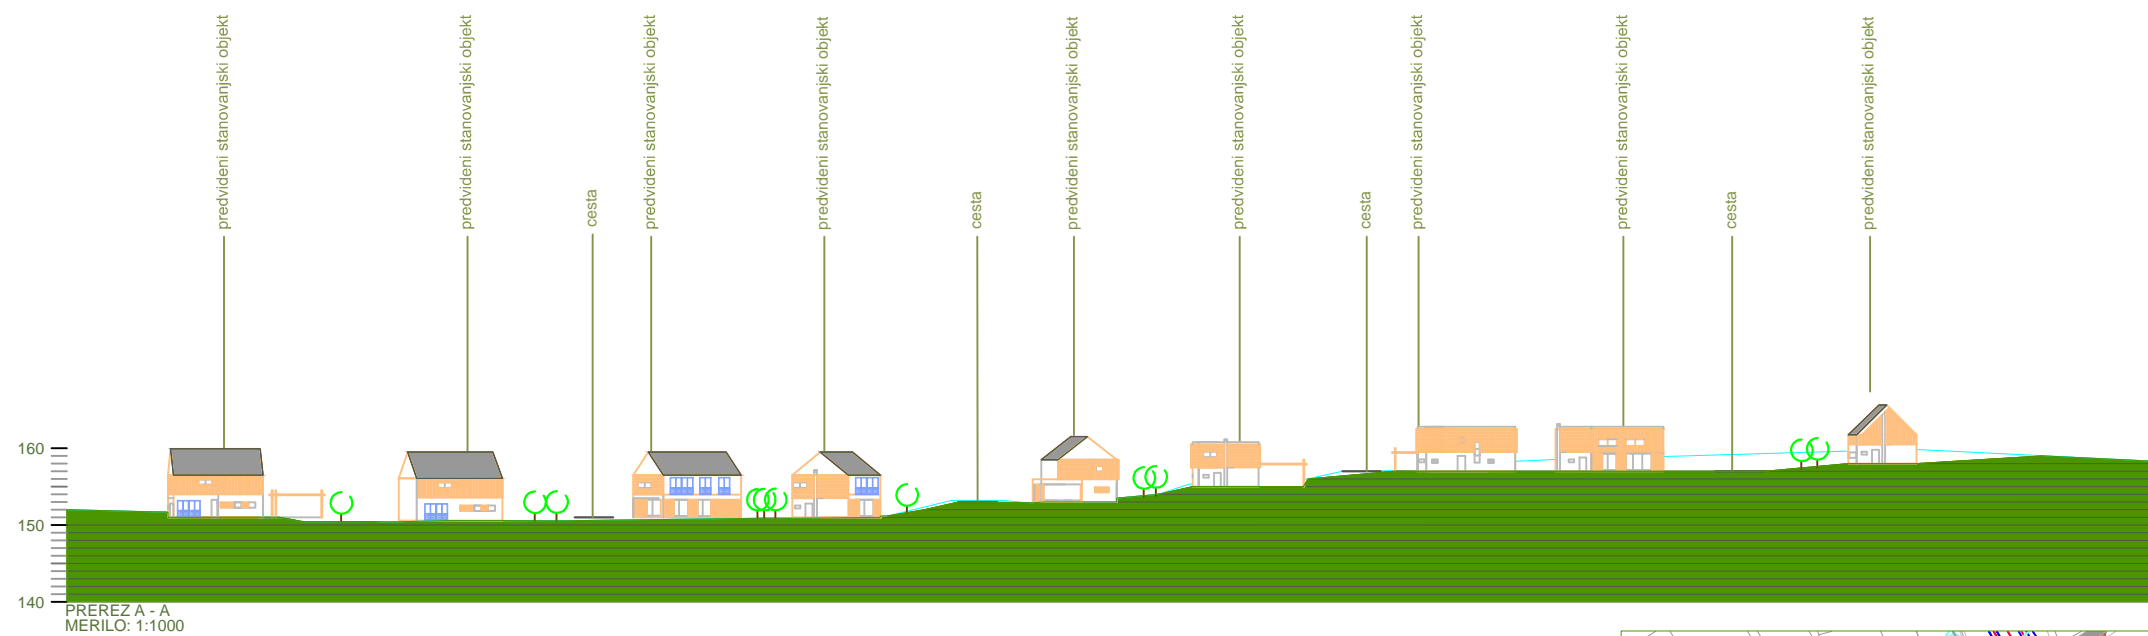 predvideni stanovanjski objekt
predvideni stanovanjski objekt
cesta
predvideni stanovanjski objekt
predvideni stanovanjski objekt
cesta
predvideni stanovanjski objekt
predvideni stanovanjski objekt
cesta
predvideni stanovanjski objekt
predvideni stanovanjski objekt
cesta
predvideni stanovanjski objekt
160
150
140
PREREZ A - A
MERILO: 1:1000